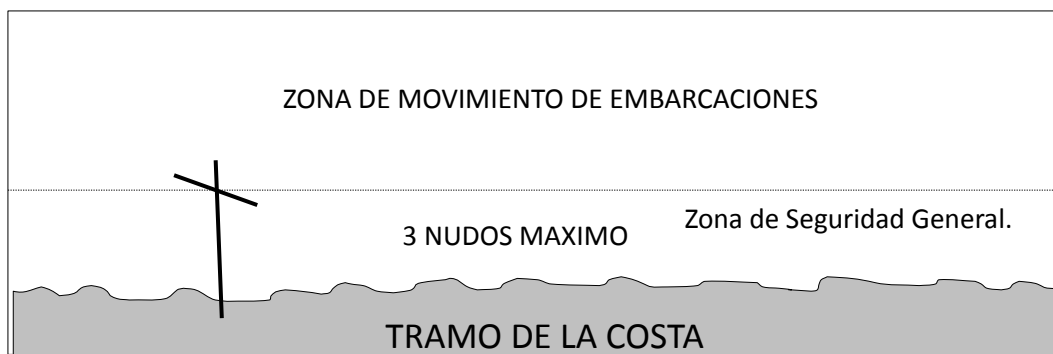 ZONA DE MOVIMIENTO DE EMBARCACIONES
Zona de Seguridad General.
3 NUDOS MAXIMO
TRAMO DE LA COSTA